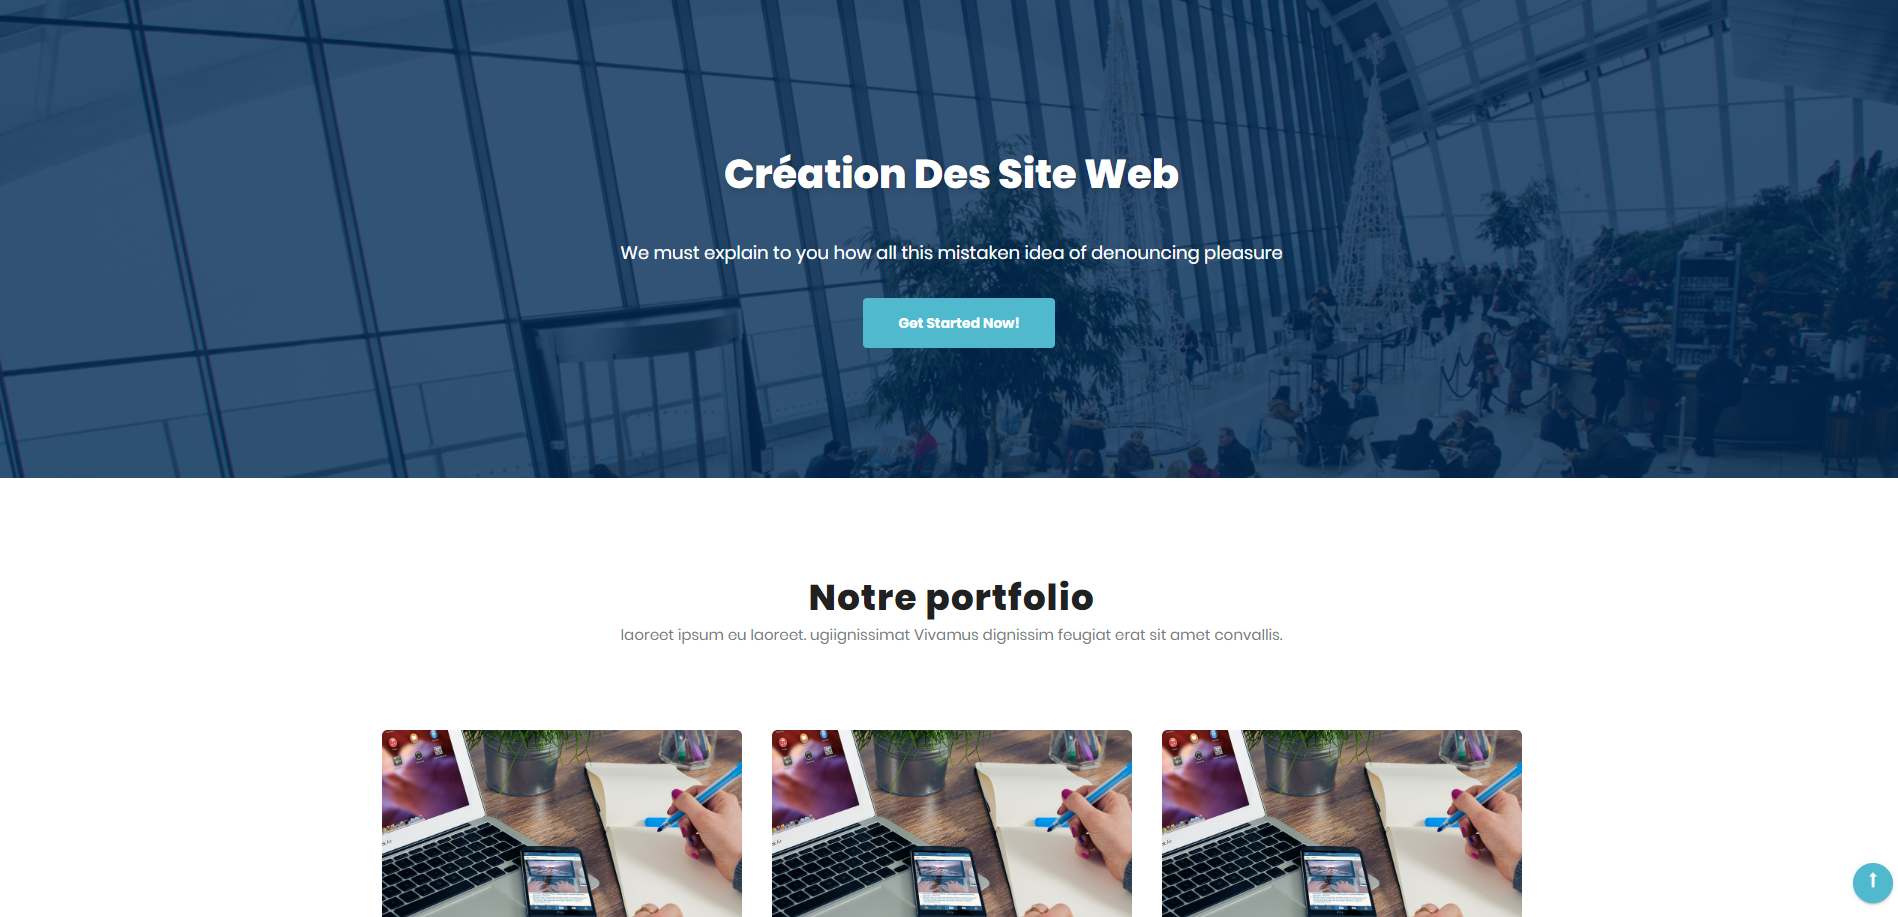 Création Des Site Web
We must explain to you how all this mistaken idea of denouncing pleasure
Get Started Now!
Notre portfolio
laoreet ipsum eu laoreet. ugiignissimat Vivamus dignissim feugiat erat sit amet convallis.